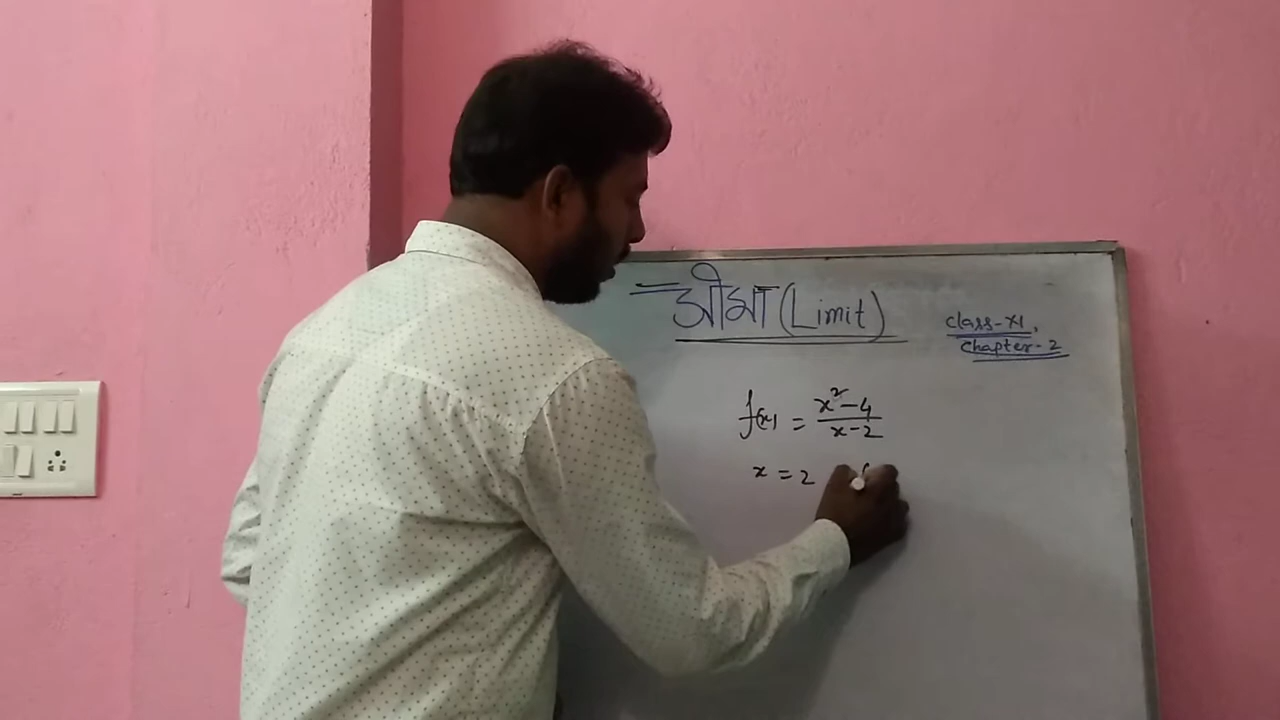 সীমা (Limit)
Class-XI,
Chapter-2
f(x) = x²-4 / x-2
x = 2